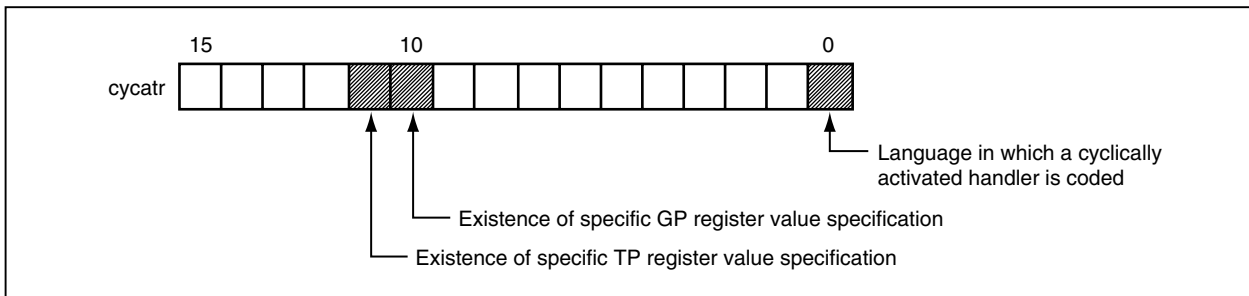 15 10 0
cycatr
Language in which a cyclically
activated handler is coded
Existence of specific GP register value specification
Existence of specific TP register value specification